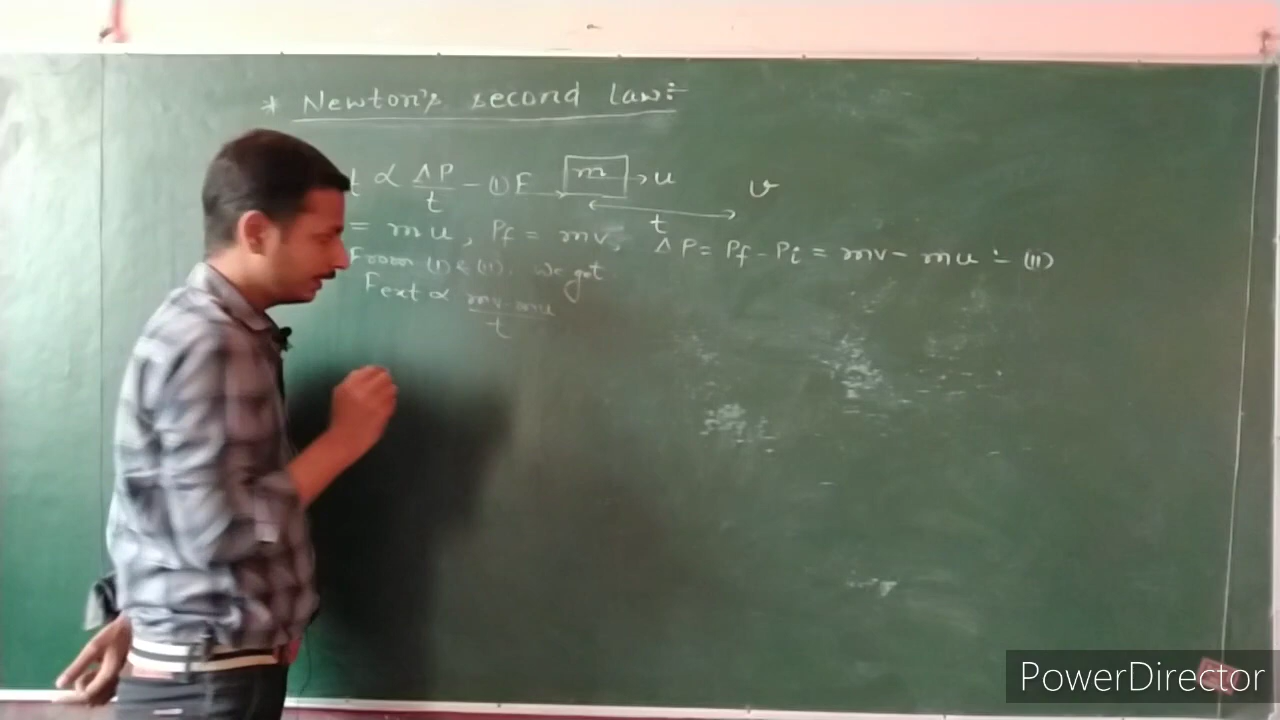 * Newton's second law:-
t ∝ ΔP/t - (I) F m → u v
t
= mu, Pf = mv, ΔP = Pf - Pi = mv - mu - (II)
From (I) & (II), we get
Fext ∝ mv-mu/t
PowerDirector